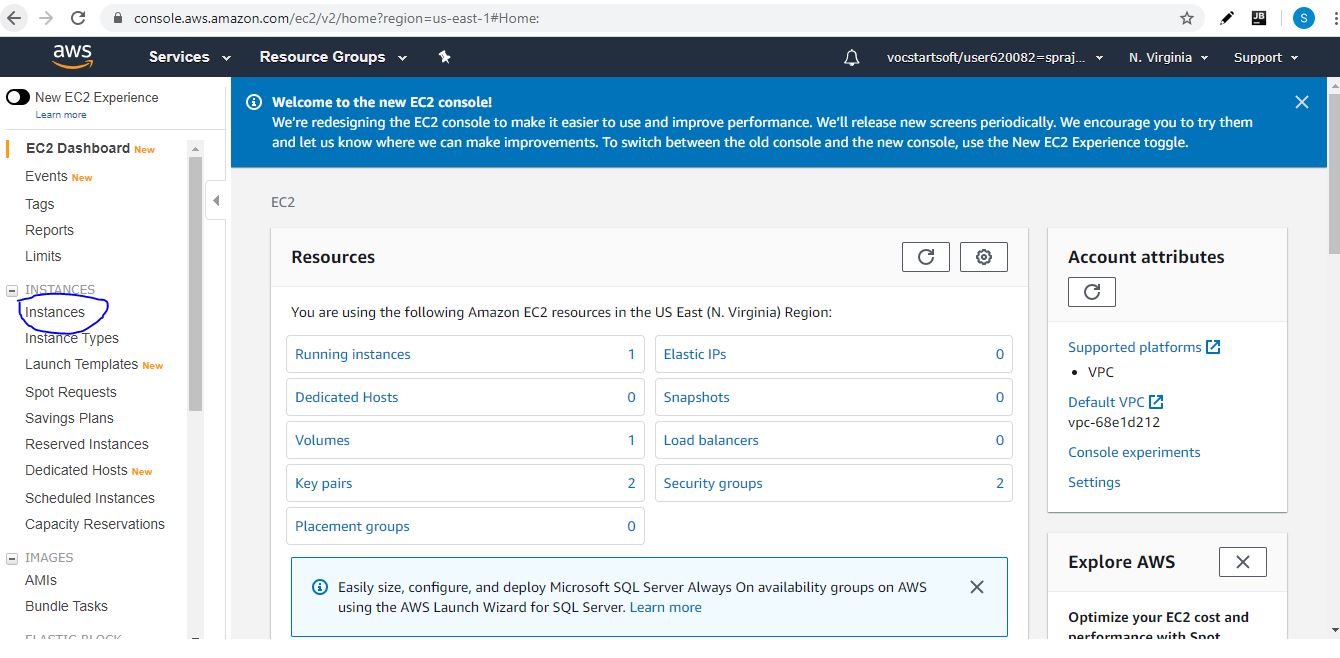 console.aws.amazon.com/ec2/v2/home?region=us-east-1#Home:
JB
S
aws
Services
Resource Groups
vocstartsoft/user620082=spraj...
N. Virginia
Support
New EC2 Experience
Learn more
EC2 Dashboard New
Events New
Tags
Reports
Limits
INSTANCES
Instances
Instance Types
Launch Templates New
Spot Requests
Savings Plans
Reserved Instances
Dedicated Hosts New
Scheduled Instances
Capacity Reservations
IMAGES
AMIs
Bundle Tasks
ELASTIC BLOCK
Welcome to the new EC2 console!
We're redesigning the EC2 console to make it easier to use and improve performance. We'll release new screens periodically. We encourage you to try them
and let us know where we can make improvements. To switch between the old console and the new console, use the New EC2 Experience toggle.
EC2
Resources
You are using the following Amazon EC2 resources in the US East (N. Virginia) Region:
Running instances 1
Elastic IPs 0
Dedicated Hosts 0
Snapshots 0
Volumes 1
Load balancers 0
Key pairs 2
Security groups 2
Placement groups 0
Easily size, configure, and deploy Microsoft SQL Server Always On availability groups on AWS
using the AWS Launch Wizard for SQL Server. Learn more
Account attributes
Supported platforms
• VPC
Default VPC
vpc-68e1d212
Console experiments
Settings
Explore AWS
Optimize your EC2 cost and
performance with Spot